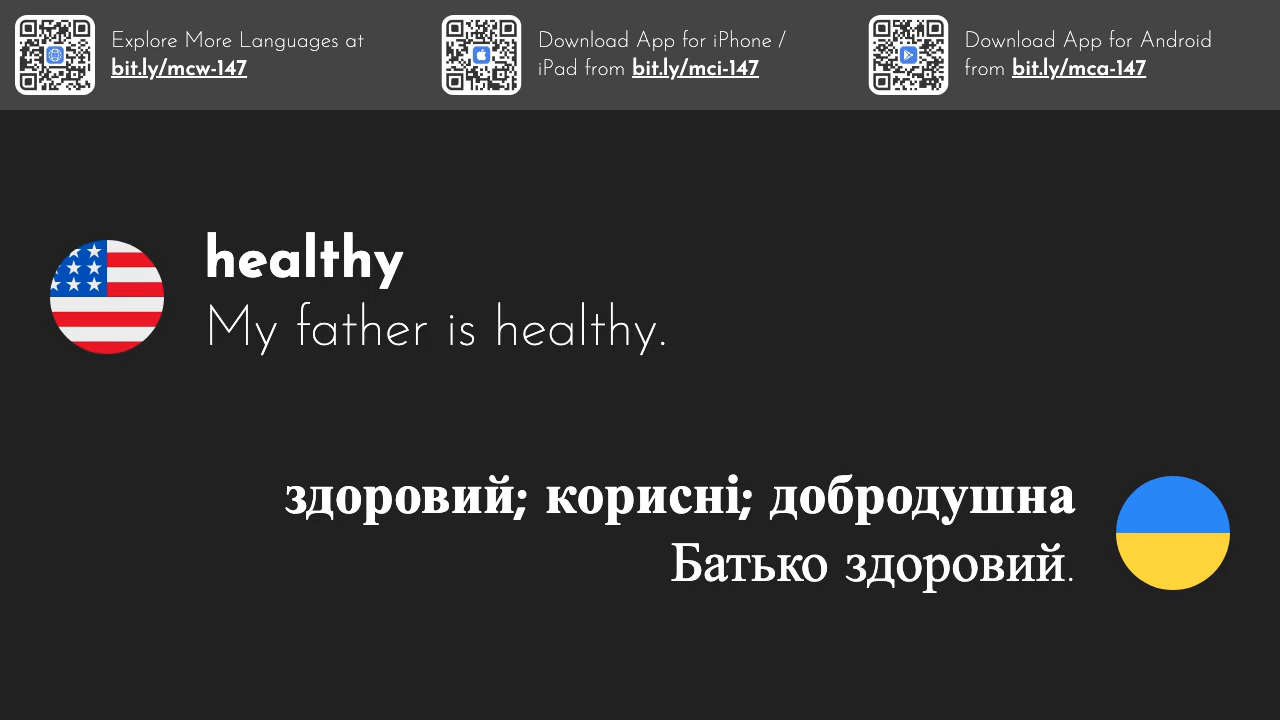 Explore More Languages at
bit.ly/mcw-147
Download App for iPhone /
iPad from bit.ly/mci-147
Download App for Android
from bit.ly/mca-147
healthy
My father is healthy.
здоровий; корисні; добродушна
Батько здоровий.